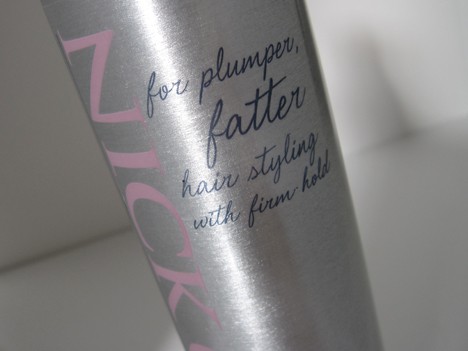 NICK
for plumper,
fatter
hair styling
with firm hold